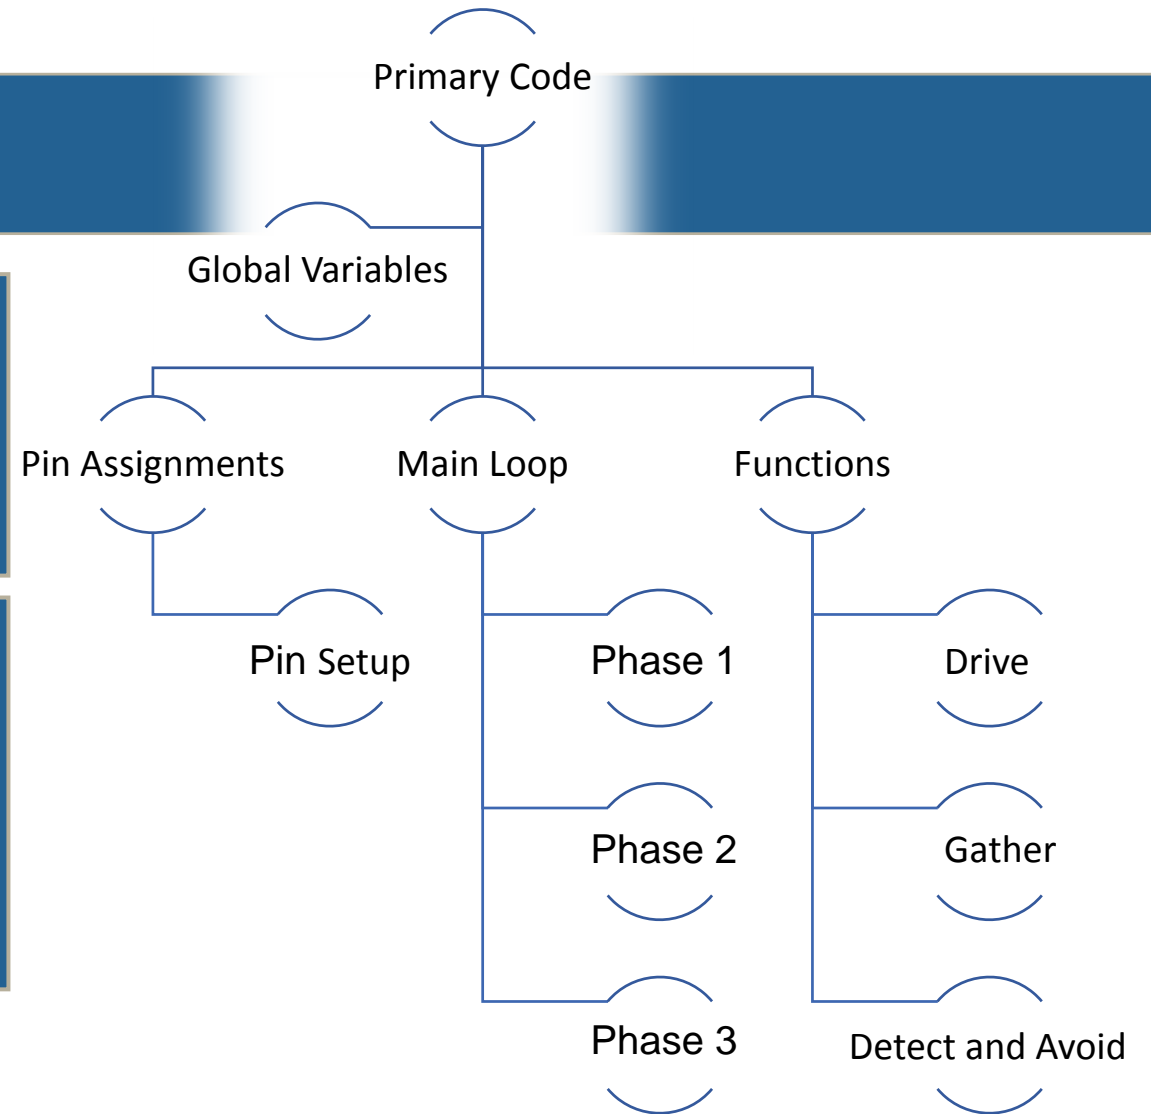 Primary Code
Global Variables
Pin Assignments
Main Loop
Functions
Pin Setup
Phase 1
Drive
Phase 2
Gather
Phase 3
Detect and Avoid